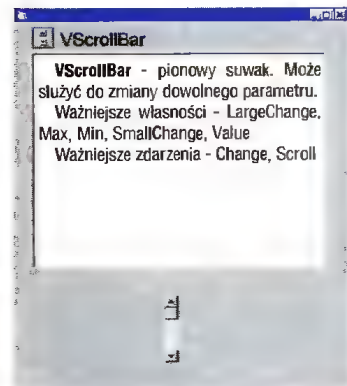 VScrollBar
VScrollBar - pionowy suwak. Może
służyć do zmiany dowolnego parametru.
Ważniejsze własności - LargeChange,
Max, Min, SmallChange, Value
Ważniejsze zdarzenia - Change, Scroll